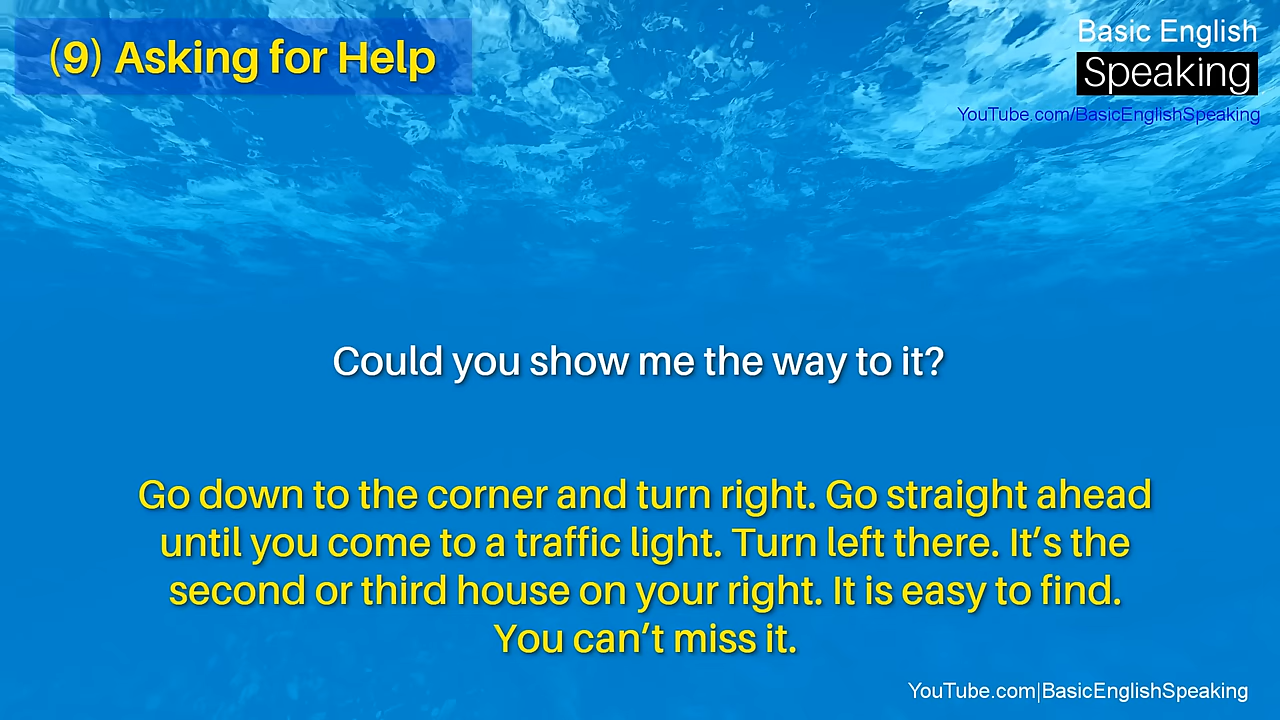 (9) Asking for Help
Basic English
Speaking
YouTube.com/BasicEnglishSpeaking
Could you show me the way to it?
Go down to the corner and turn right. Go straight ahead
until you come to a traffic light. Turn left there. It’s the
second or third house on your right. It is easy to find.
You can’t miss it.
YouTube.com|BasicEnglishSpeaking